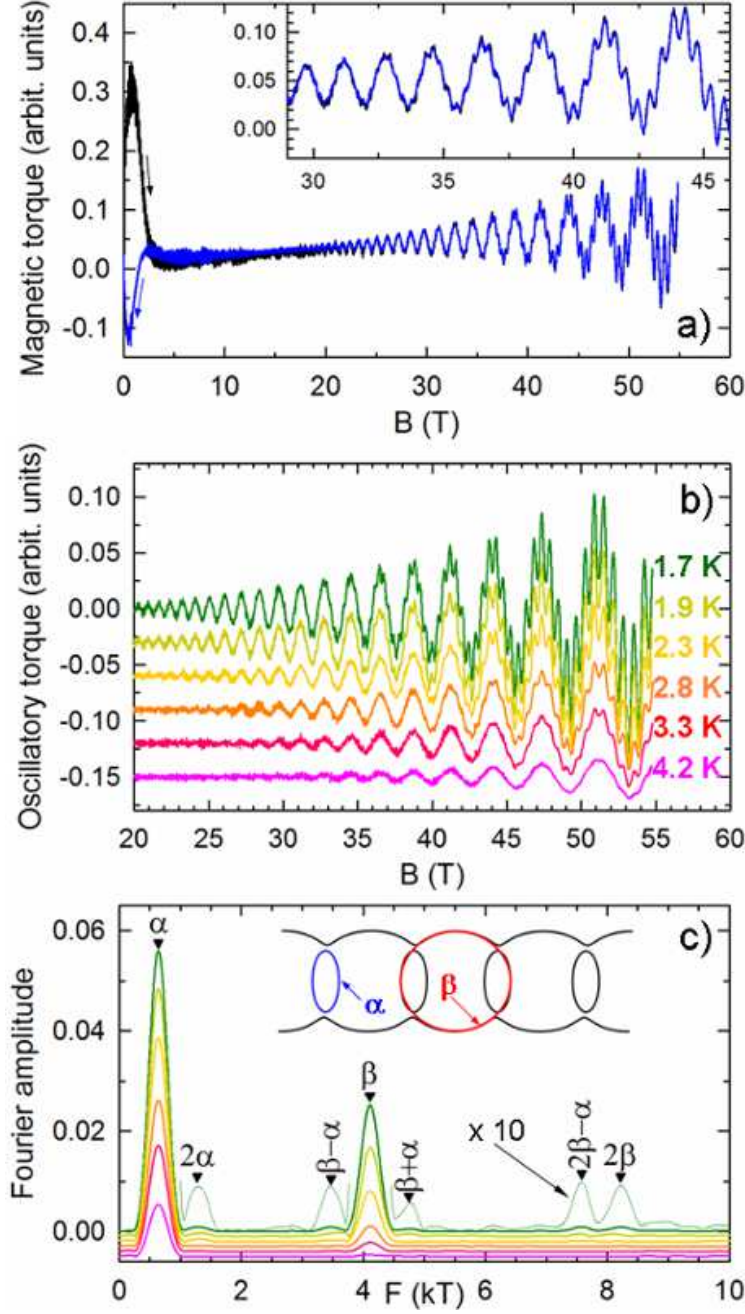 0.4
0.3
0.2
0.1
0.0
-0.1
Magnetic torque (arbit. units)
0.10
0.05
0.00
30 35 40 45
a)
0 10 20 30 40 50 60
B (T)
b)
0.10
0.05
0.00
-0.05
-0.10
-0.15
Oscillatory torque (arbit. units)
1.7 K
1.9 K
2.3 K
2.8 K
3.3 K
4.2 K
20 25 30 35 40 45 50 55 60
B (T)
c)
0.06
0.04
0.02
0.00
Fourier amplitude
α
2α
β−α
β
β+α
x 10
2β−α
2β
α
β
0 2 4 6 8 10
F (kT)